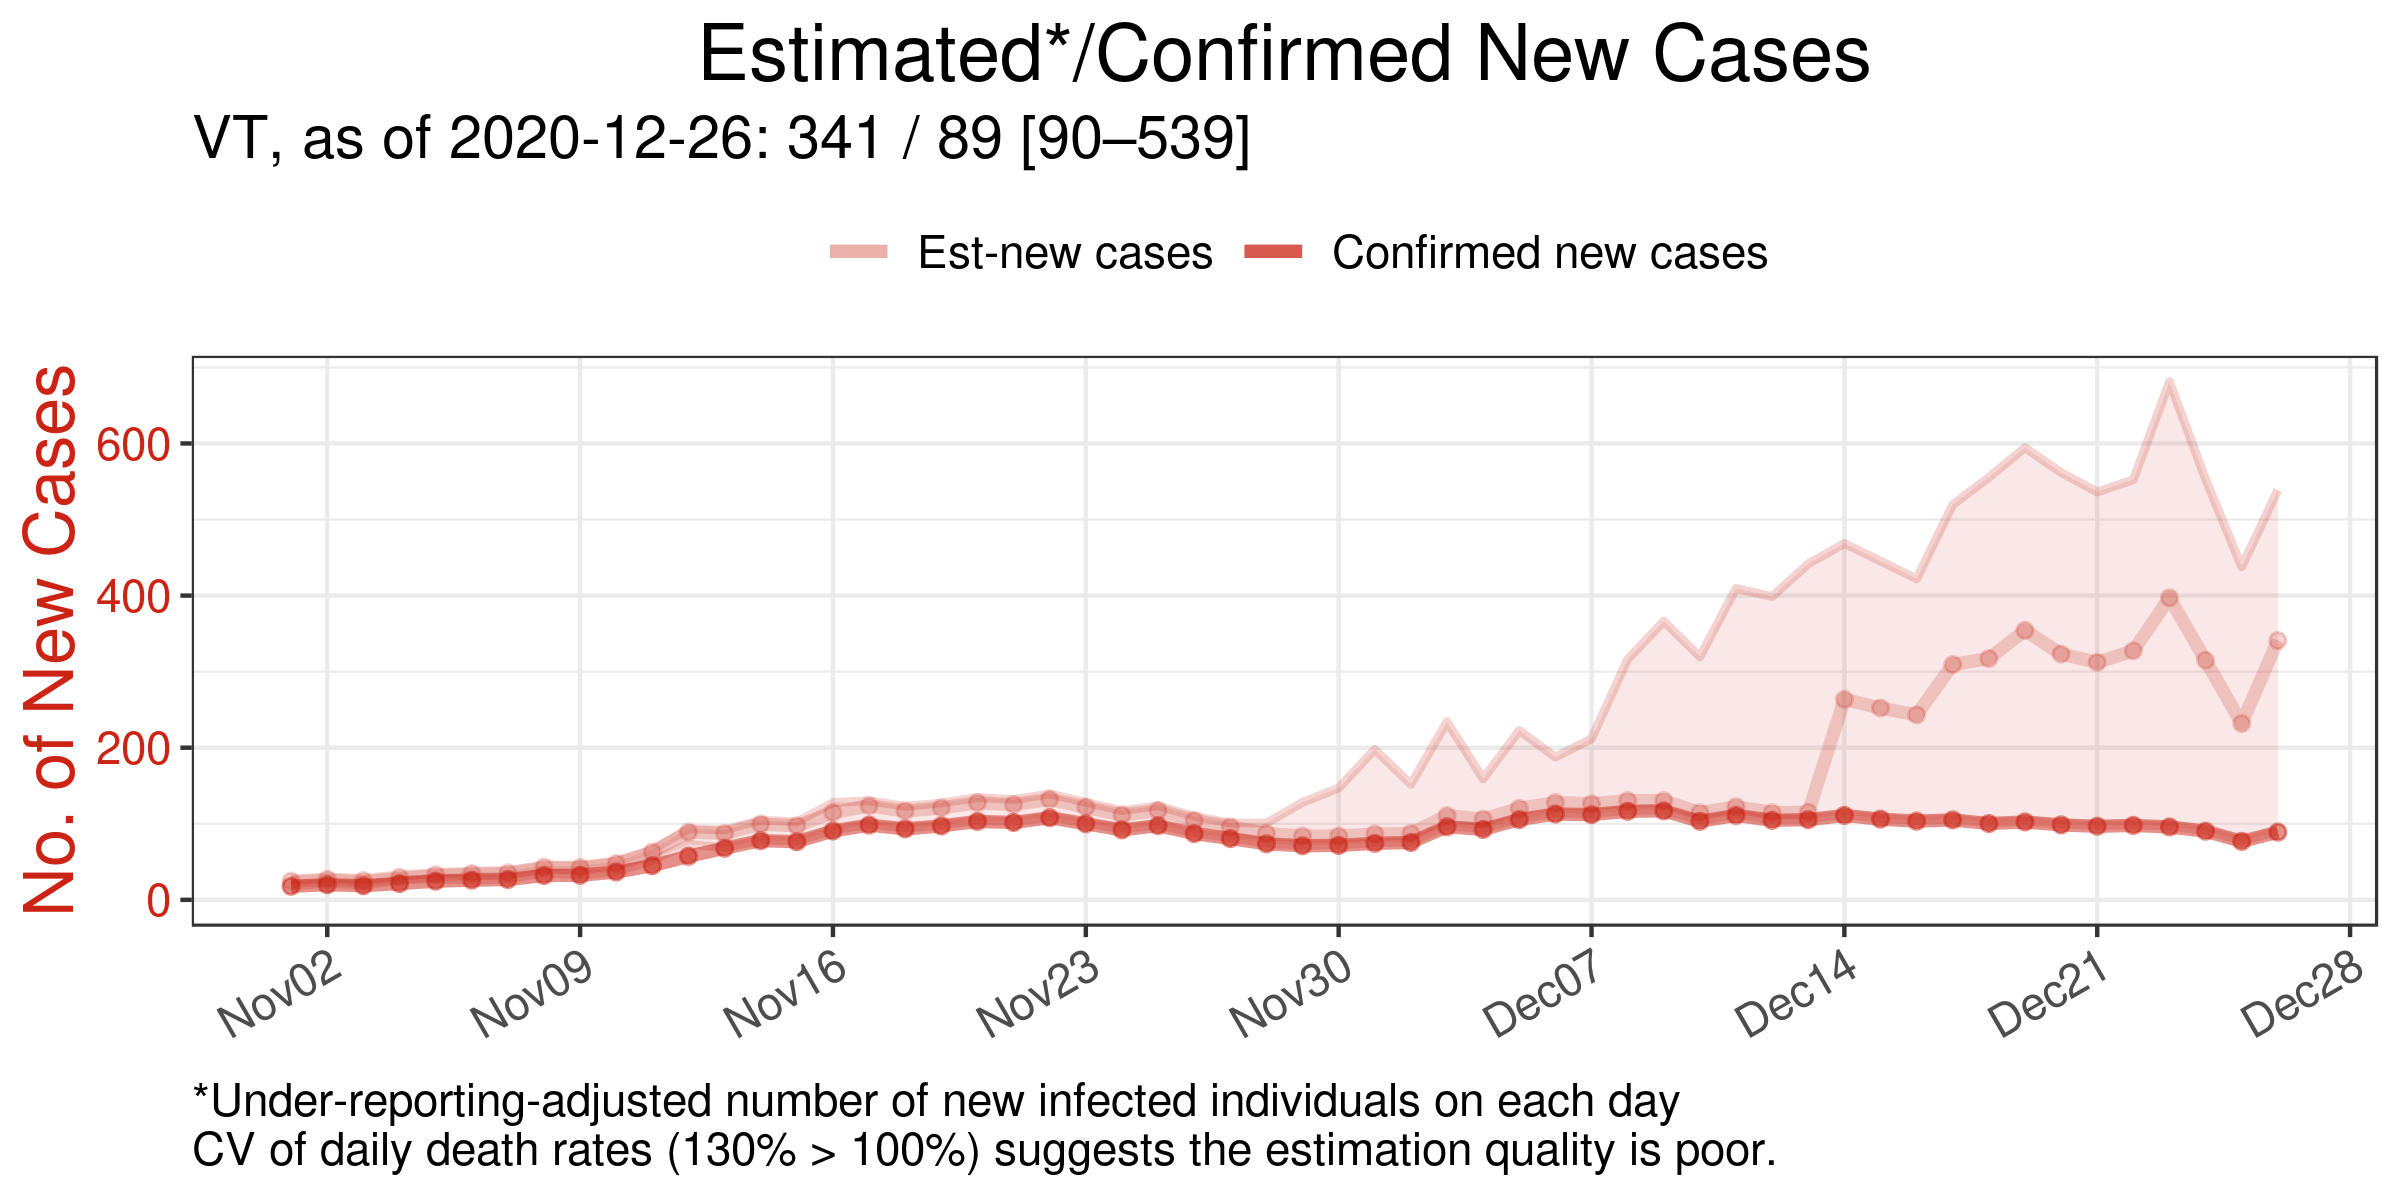 Estimated*/Confirmed New Cases
VT, as of 2020-12-26: 341 / 89 [90–539]
Est-new cases
Confirmed new cases
No. of New Cases
600
400
200
0
Nov02
Nov09
Nov16
Nov23
Nov30
Dec07
Dec14
Dec21
Dec28
*Under-reporting-adjusted number of new infected individuals on each day
CV of daily death rates (130% > 100%) suggests the estimation quality is poor.